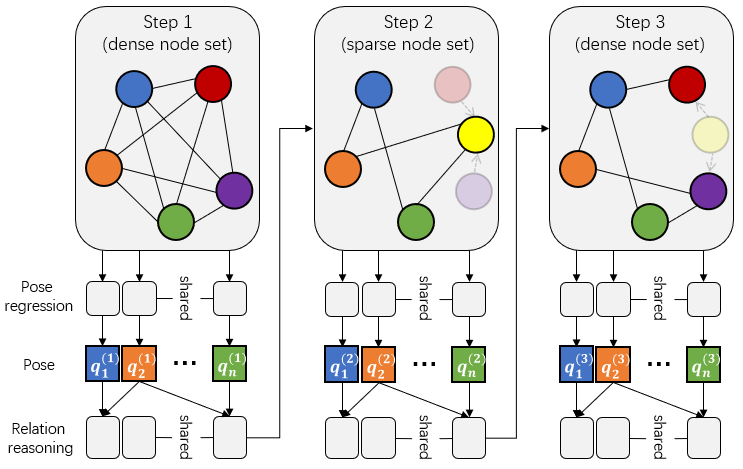 Step 1
(dense node set)
Step 2
(sparse node set)
Step 3
(dense node set)
Pose
regression
shared
shared
shared
Pose
q_1^{(1)} q_2^{(1)} ... q_n^{(1)}
q_1^{(2)} q_2^{(2)} ... q_n^{(2)}
q_1^{(3)} q_2^{(3)} ... q_n^{(3)}
Relation
reasoning
shared
shared
shared